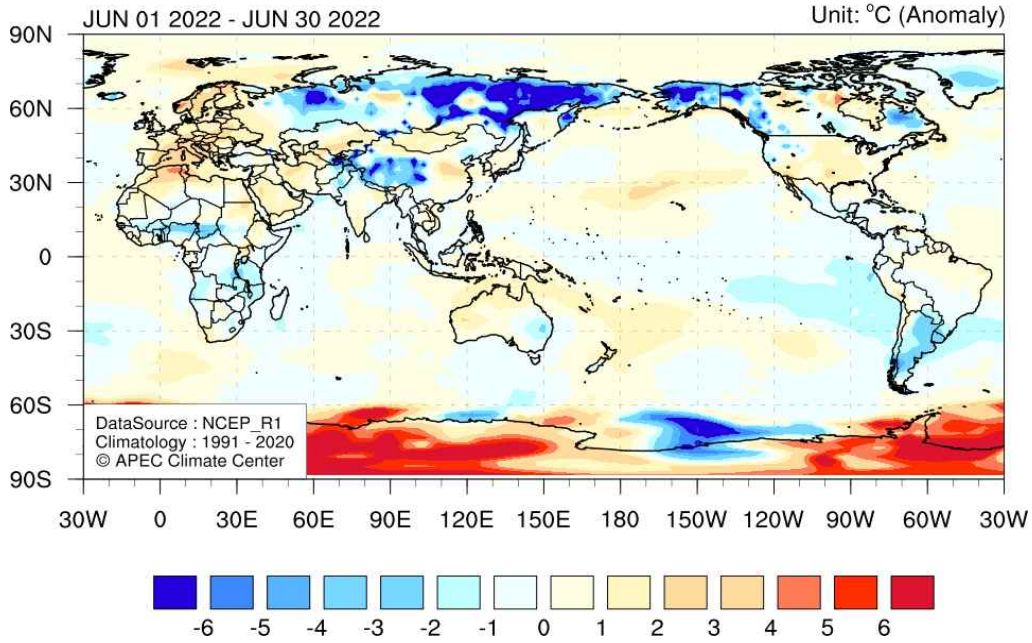 JUN 01 2022 - JUN 30 2022
Unit: °C (Anomaly)
90N
60N
30N
0
30S
60S
90S
DataSource : NCEP_R1
Climatology : 1991 - 2020
© APEC Climate Center
30W 0 30E 60E 90E 120E 150E 180 150W 120W 90W 60W 30W
-6 -5 -4 -3 -2 -1 0 1 2 3 4 5 6